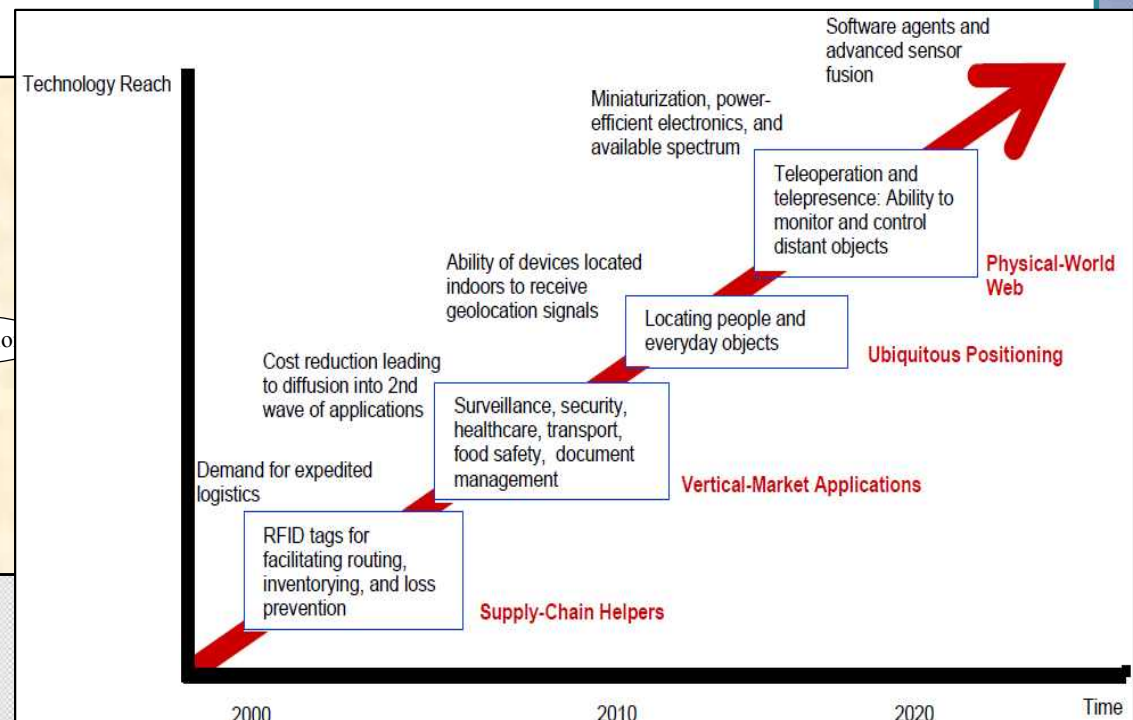 Software agents and
advanced sensor
fusion
Technology Reach
Miniaturization, power-
efficient electronics, and
available spectrum
Teleoperation and
telepresence: Ability to
monitor and control
distant objects
Physical-World
Web
Ability of devices located
indoors to receive
geolocation signals
Locating people and
everyday objects
Ubiquitous Positioning
Cost reduction leading
to diffusion into 2nd
wave of applications
Surveillance, security,
healthcare, transport,
food safety, document
management
Vertical-Market Applications
Demand for expedited
logistics
RFID tags for
facilitating routing,
inventorying, and loss
prevention
Supply-Chain Helpers
2000 2010 2020 Time